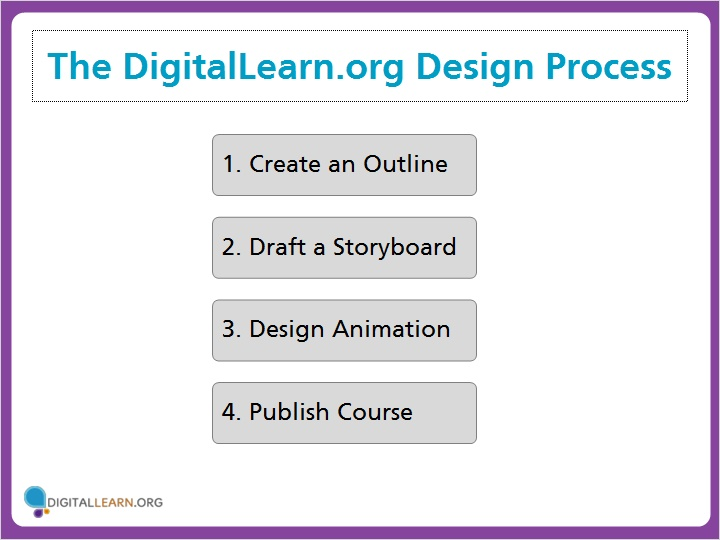 The DigitalLearn.org Design Process
1. Create an Outline
2. Draft a Storyboard
3. Design Animation
4. Publish Course
DIGITALLEARN.ORG